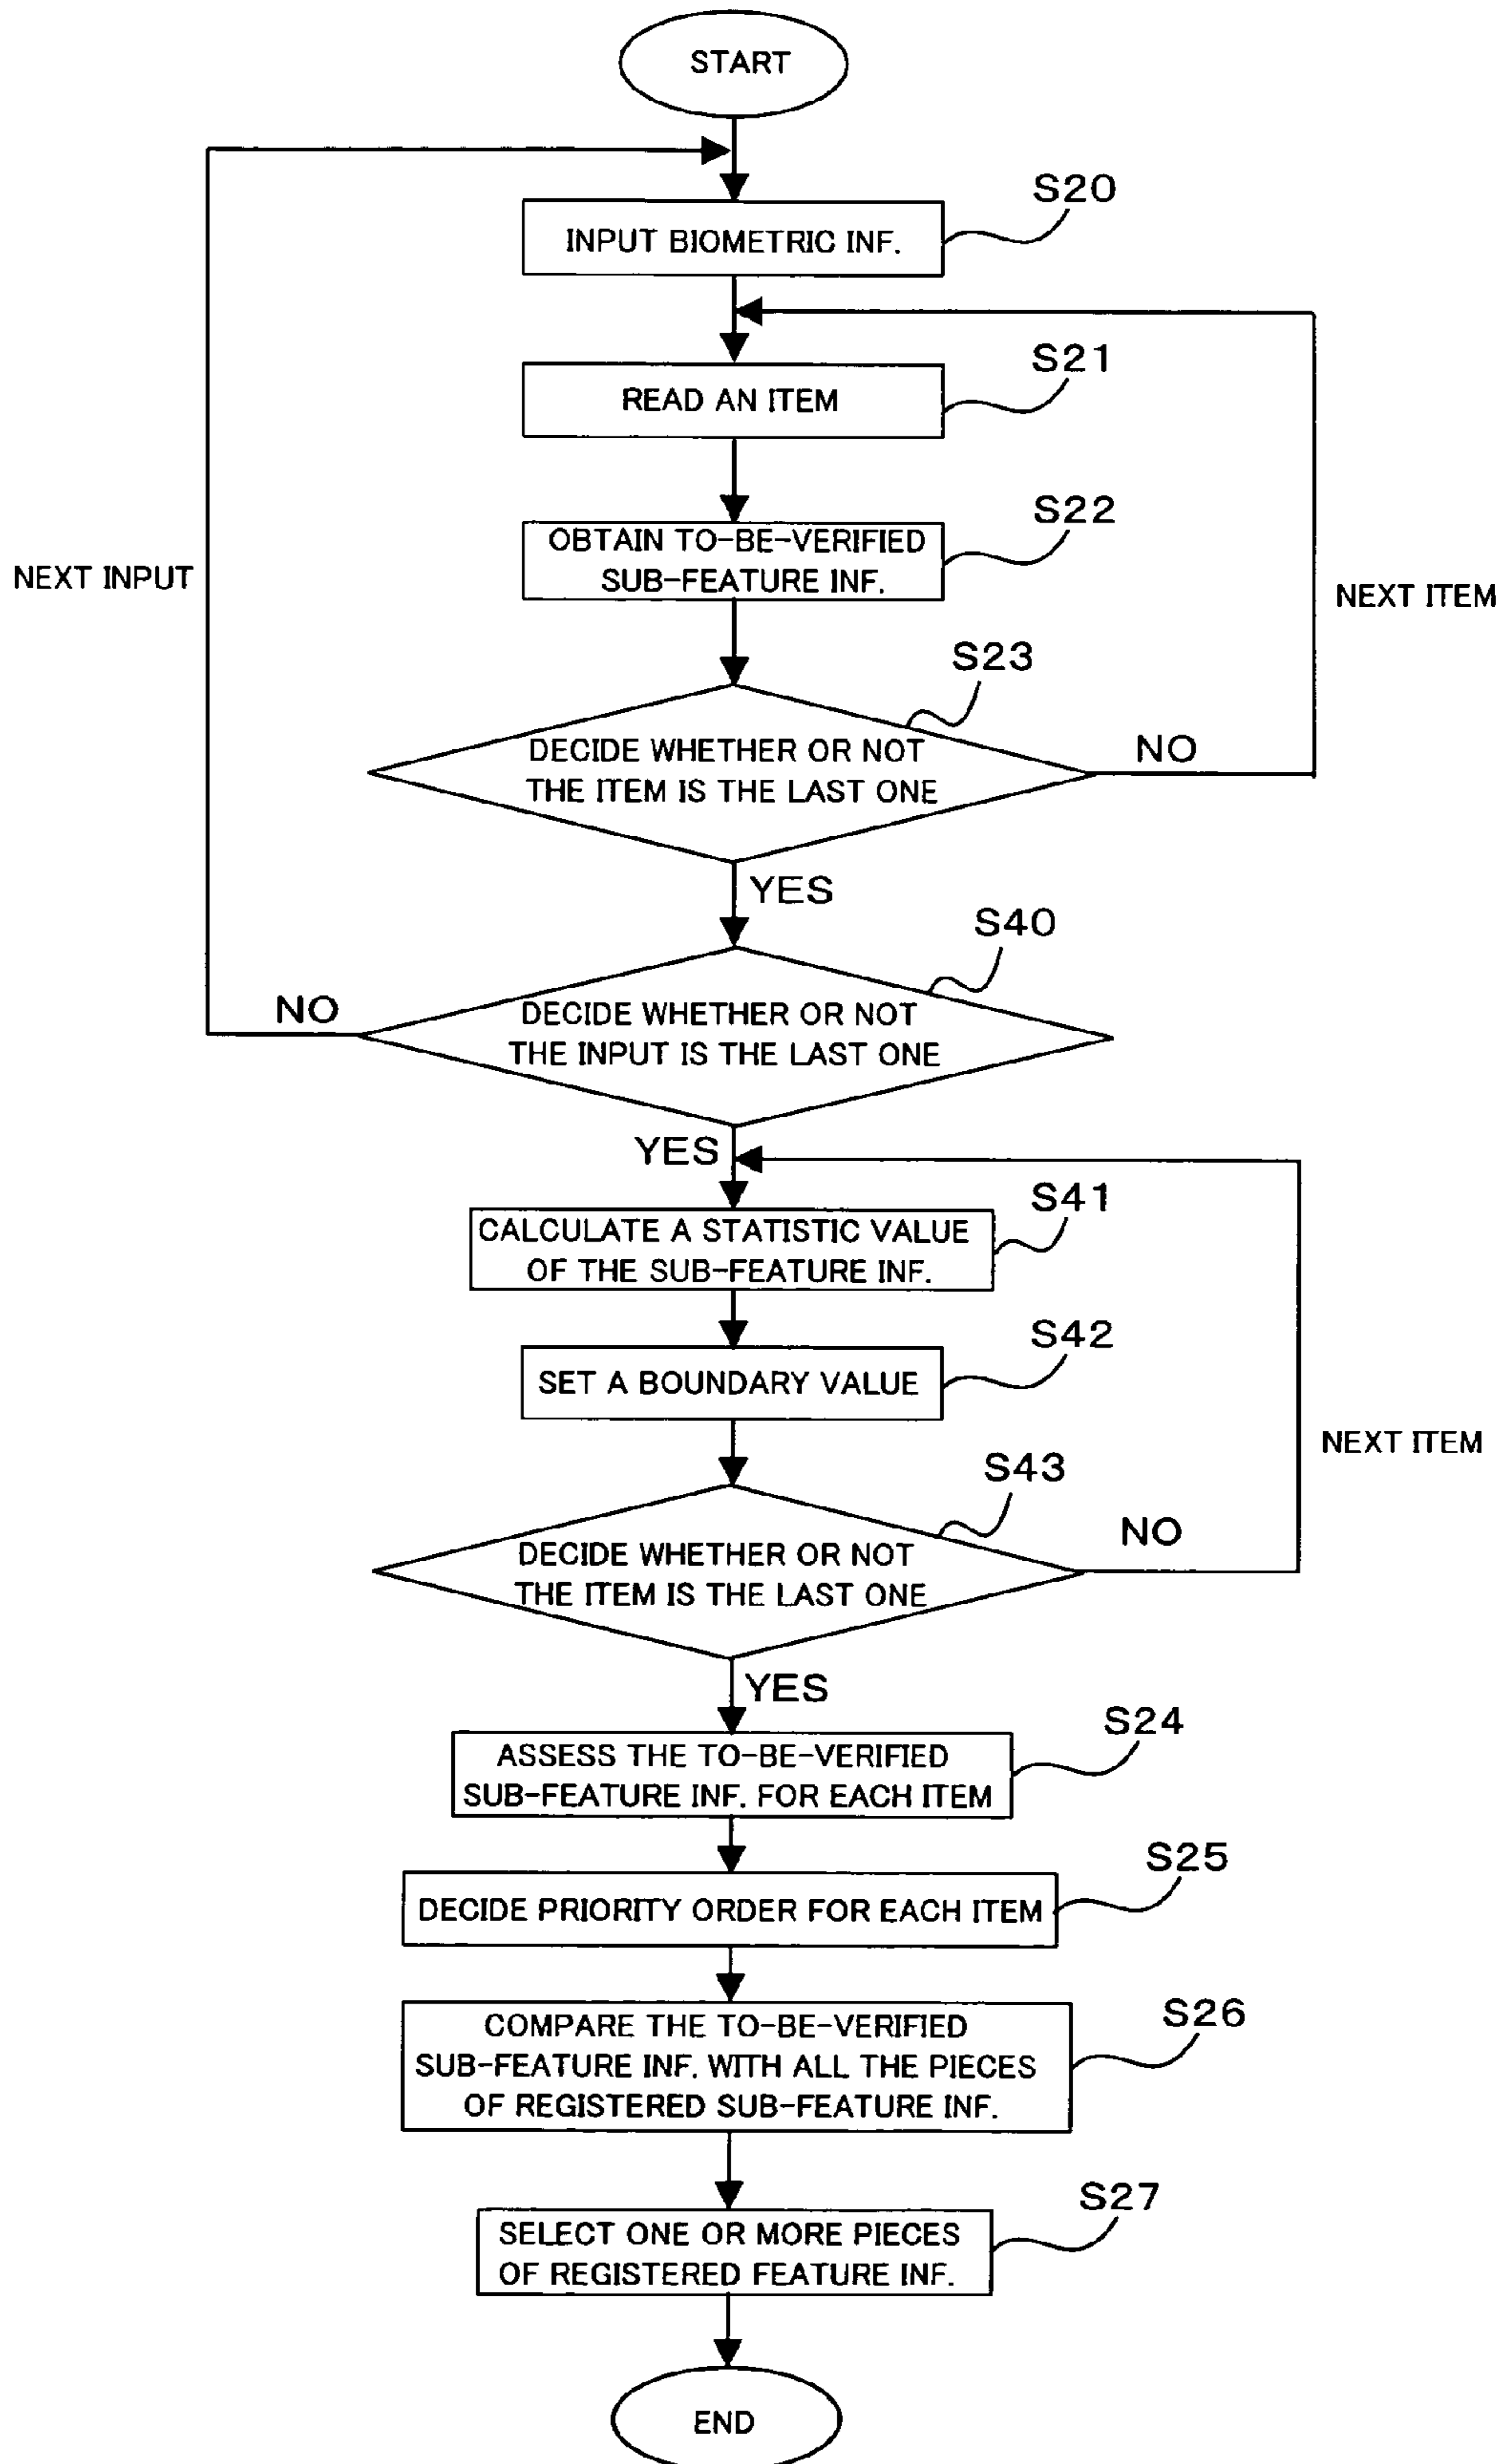 START
S20
INPUT BIOMETRIC INF.
S21
READ AN ITEM
S22
OBTAIN TO-BE-VERIFIED
SUB-FEATURE INF.
NEXT INPUT
NEXT ITEM
S23
DECIDE WHETHER OR NOT
THE ITEM IS THE LAST ONE
NO
YES
S40
DECIDE WHETHER OR NOT
THE INPUT IS THE LAST ONE
NO
YES
S41
CALCULATE A STATISTIC VALUE
OF THE SUB-FEATURE INF.
S42
SET A BOUNDARY VALUE
NEXT ITEM
S43
DECIDE WHETHER OR NOT
THE ITEM IS THE LAST ONE
NO
YES
S24
ASSESS THE TO-BE-VERIFIED
SUB-FEATURE INF. FOR EACH ITEM
S25
DECIDE PRIORITY ORDER FOR EACH ITEM
S26
COMPARE THE TO-BE-VERIFIED
SUB-FEATURE INF. WITH ALL THE PIECES
OF REGISTERED SUB-FEATURE INF.
S27
SELECT ONE OR MORE PIECES
OF REGISTERED FEATURE INF.
END